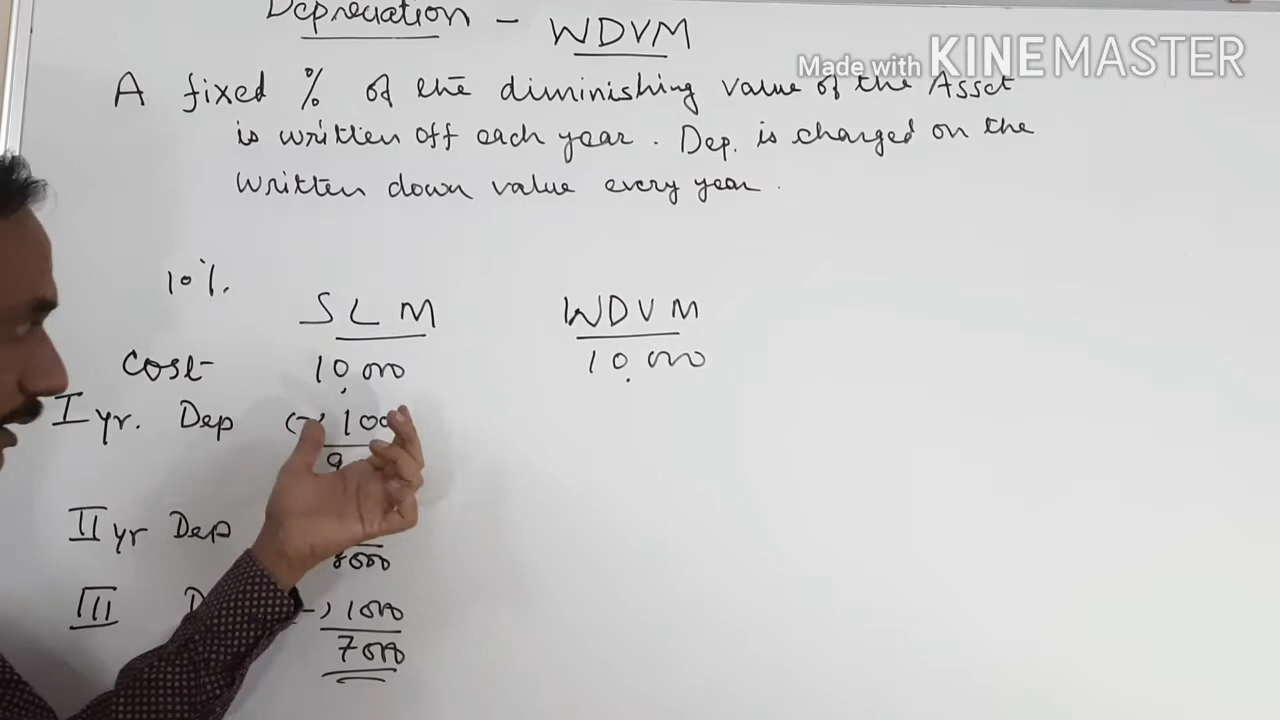 Depreciation - WDVM
Made with KINEMASTER
A fixed % of the diminishing value of the Asset
is written off each year. Dep. is charged on the
written down value every year.
10%.
SLM WDVM
Cost 10,000 10,000
I yr. Dep (-) 100
9
II yr Dep
8000
III D -) 1000
7000